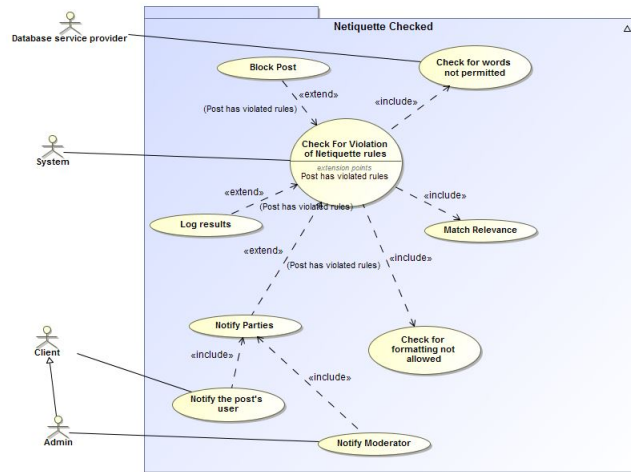 Netiquette Checked
Database service provider
Block Post
Check for words
not permitted
«extend»
(Post has violated rules)
«include»
System
Check For Violation
of Netiquette rules
extension points
Post has violated rules
«extend»
(Post has violated rules)
«include»
Log results
Match Relevance
«extend»
(Post has violated rules)
«include»
Notify Parties
Check for
formatting not
allowed
Client
«include»
«include»
Notify the post's
user
Admin
Notify Moderator